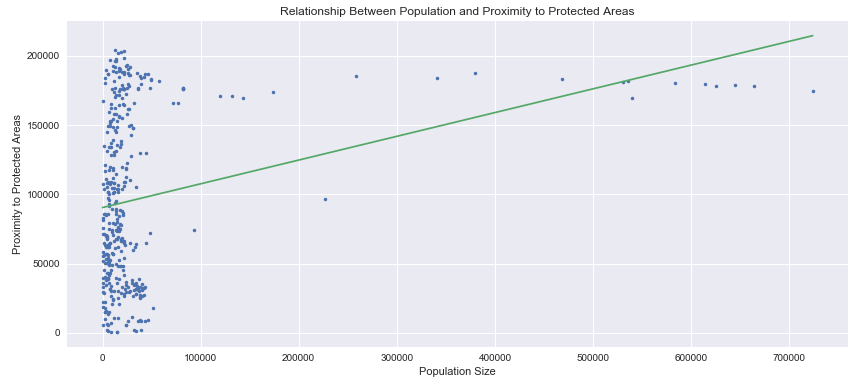 Relationship Between Population and Proximity to Protected Areas
200000
150000
100000
50000
0
Proximity to Protected Areas
0 100000 200000 300000 400000 500000 600000 700000
Population Size